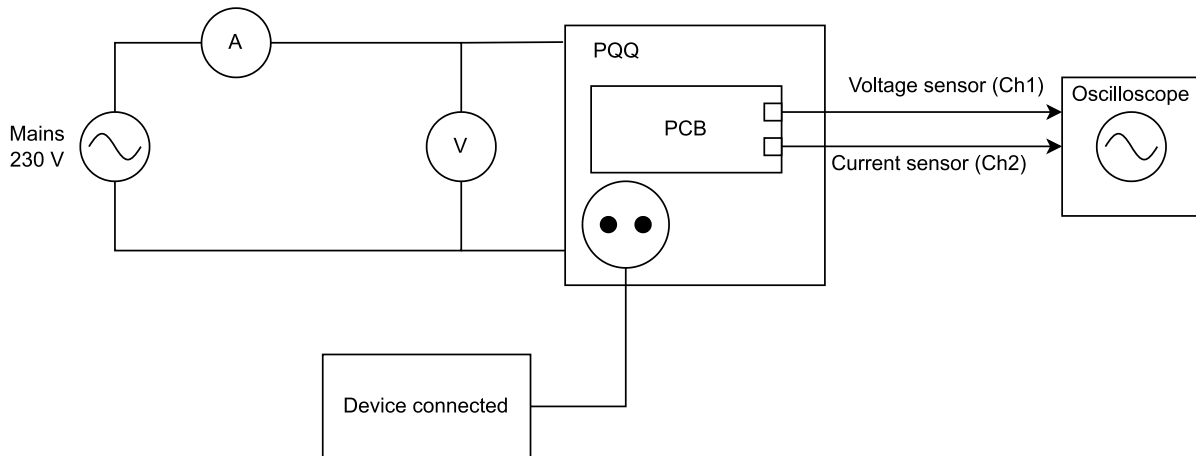 A
PQQ
Voltage sensor (Ch1)
Oscilloscope
Mains
230 V
V
PCB
Current sensor (Ch2)
Device connected